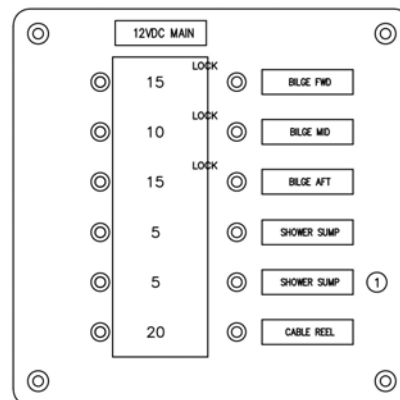 12VDC MAIN
LOCK
15 BILGE FWD
LOCK
10 BILGE MID
LOCK
15 BILGE AFT
5 SHOWER SUMP
5 SHOWER SUMP 1
20 CABLE REEL